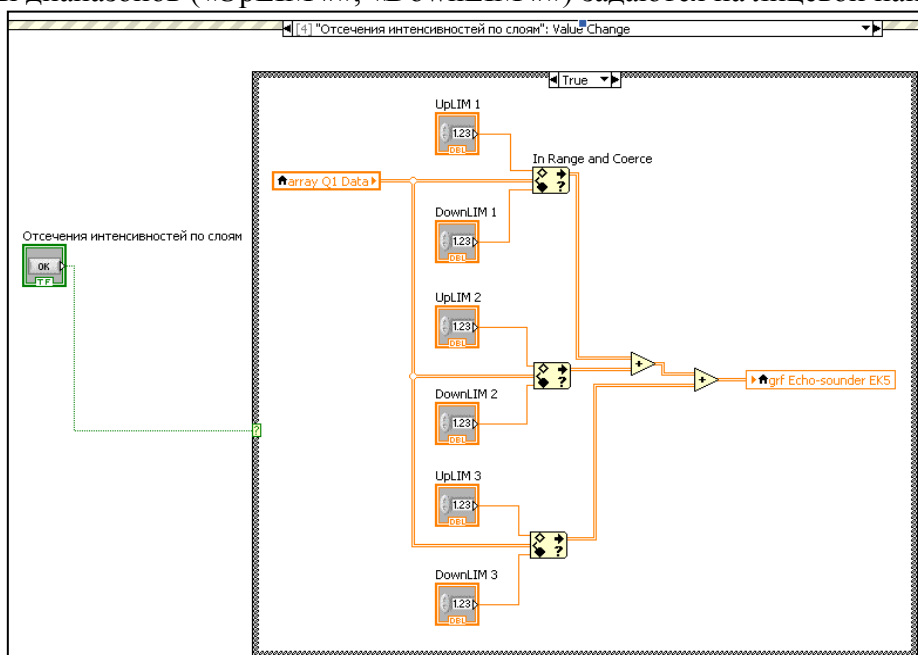 [4] "Отсечения интенсивностей по слоям": Value Change
True
UpLIM 1
1.23
DBL
In Range and Coerce
array Q1 Data
?
DownLIM 1
1.23
DBL
Отсечения интенсивностей по слоям
OK
TF
UpLIM 2
1.23
DBL
?
+
+
grf Echo-sounder EK5
DownLIM 2
1.23
DBL
?
UpLIM 3
1.23
DBL
?
DownLIM 3
1.23
DBL